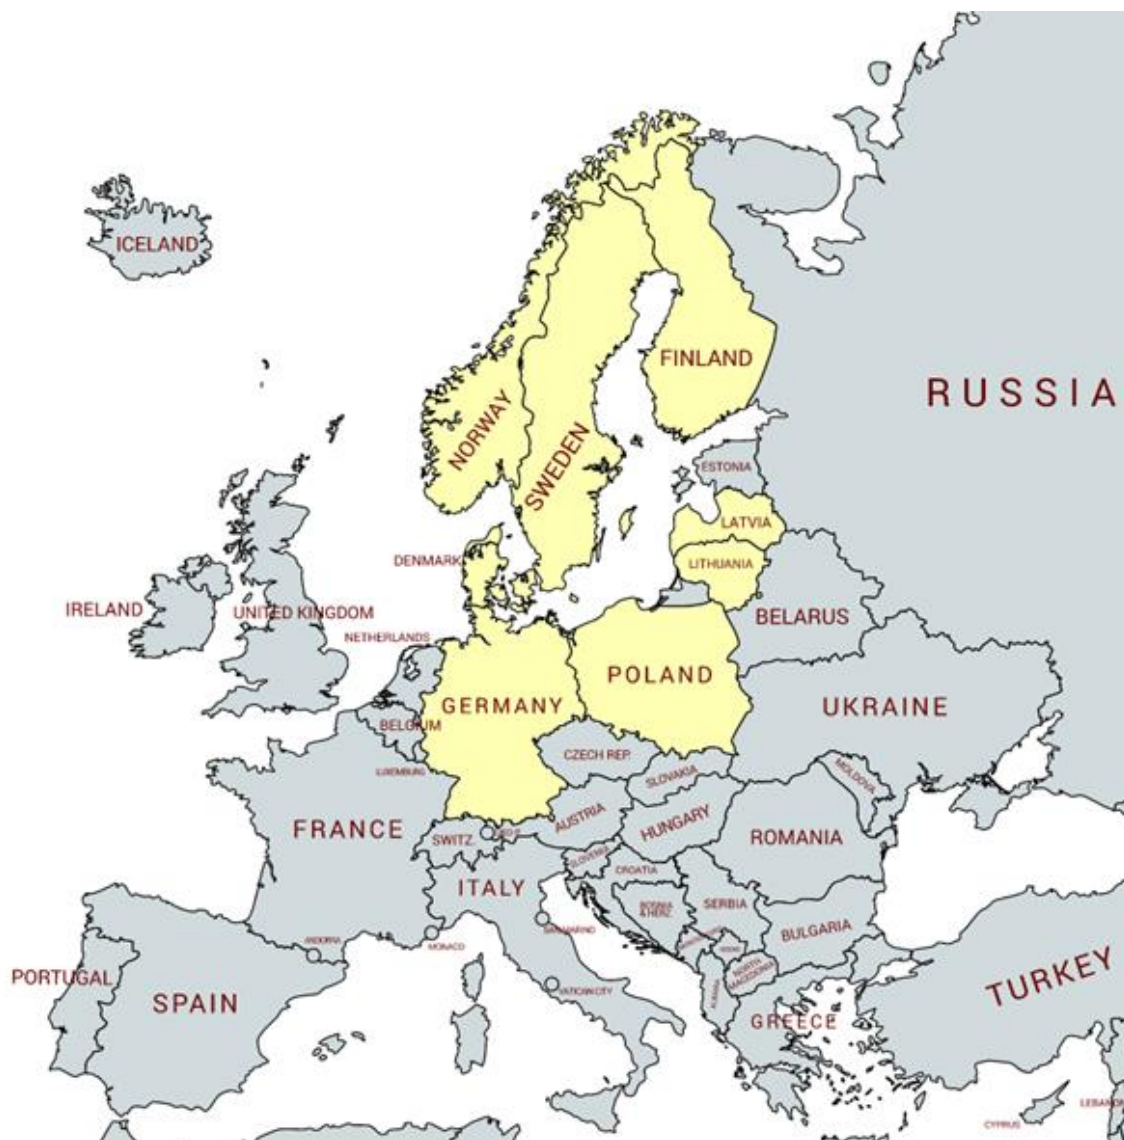 ICELAND
FINLAND
RUSSIA
NORWAY
SWEDEN
ESTONIA
LATVIA
DENMARK
LITHUANIA
IRELAND
UNITED KINGDOM
BELARUS
NETHERLANDS
POLAND
GERMANY
UKRAINE
BELGIUM
CZECH REP.
LUXEMBURG
SLOVAKIA
MOLDOVA
FRANCE
AUSTRIA
HUNGARY
SWITZ.
ROMANIA
SLOVENIA
CROATIA
ITALY
BOSNIA
& HERZ.
SERBIA
SAN MARINO
BULGARIA
ANDORRA
MONACO
PORTUGAL
SPAIN
VATICAN CITY
NORTH
MACEDONIA
ALBANIA
TURKEY
GREECE
LEBANON
CYPRUS